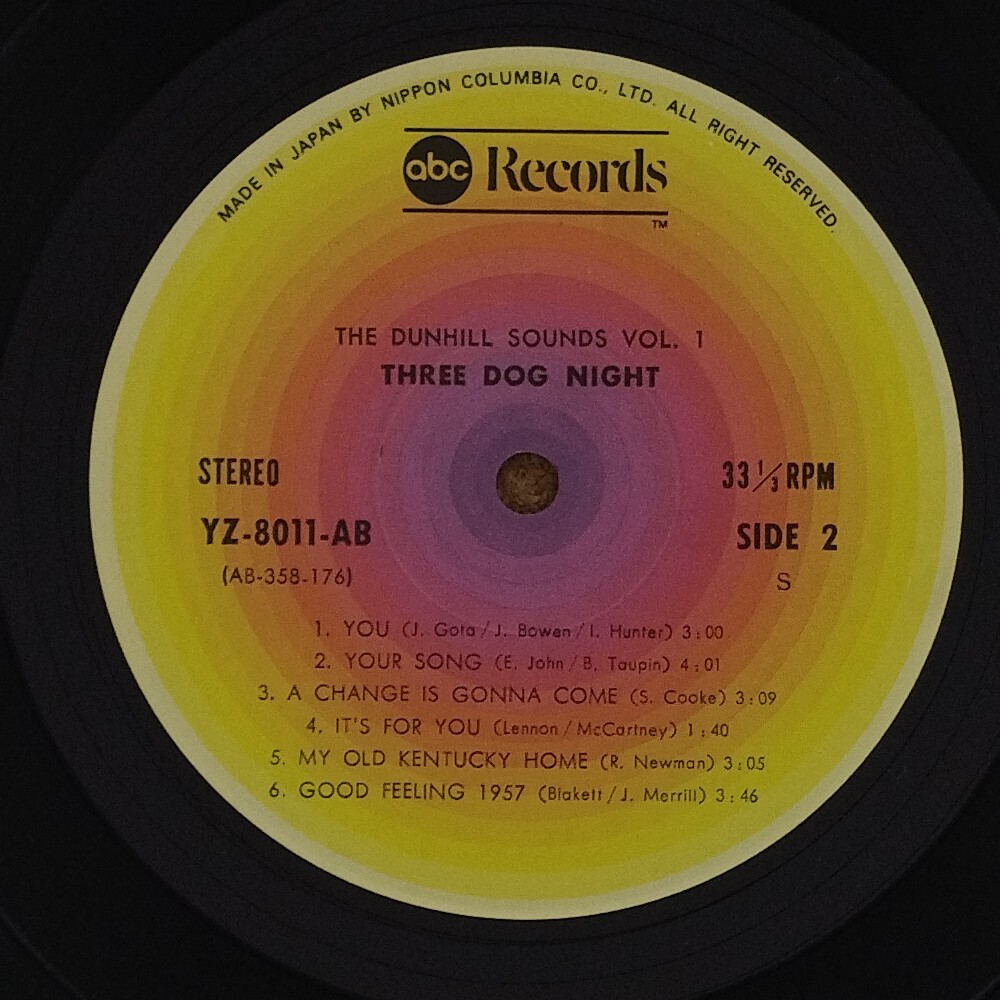 MADE IN JAPAN BY NIPPON COLUMBIA CO., LTD. ALL RIGHT RESERVED.
abc Records
TM
THE DUNHILL SOUNDS VOL. 1
THREE DOG NIGHT
STEREO
33 1/3 RPM
YZ-8011-AB
SIDE 2
(AB-358-176)
S
1. YOU (J. Gota / J. Bowen / I. Hunter) 3:00
2. YOUR SONG (E. John / B. Taupin) 4:01
3. A CHANGE IS GONNA COME (S. Cooke) 3:09
4. IT'S FOR YOU (Lennon / McCartney) 1:40
5. MY OLD KENTUCKY HOME (R. Newman) 3:05
6. GOOD FEELING 1957 (Blakett / J. Merrill) 3:46